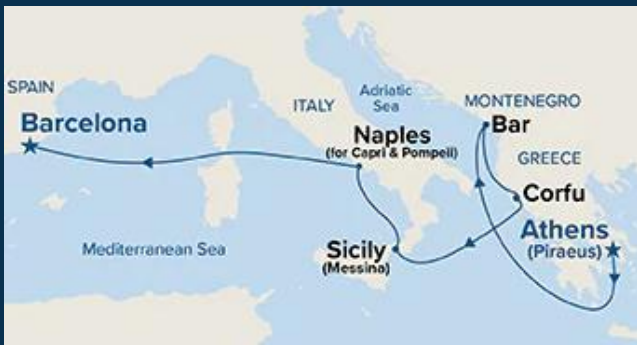 SPAIN
Barcelona
ITALY
Adriatic
Sea
Naples
(for Capri & Pompeii)
MONTENEGRO
Bar
GREECE
Corfu
Athens
(Piraeus)
Mediterranean Sea
Sicily
(Messina)